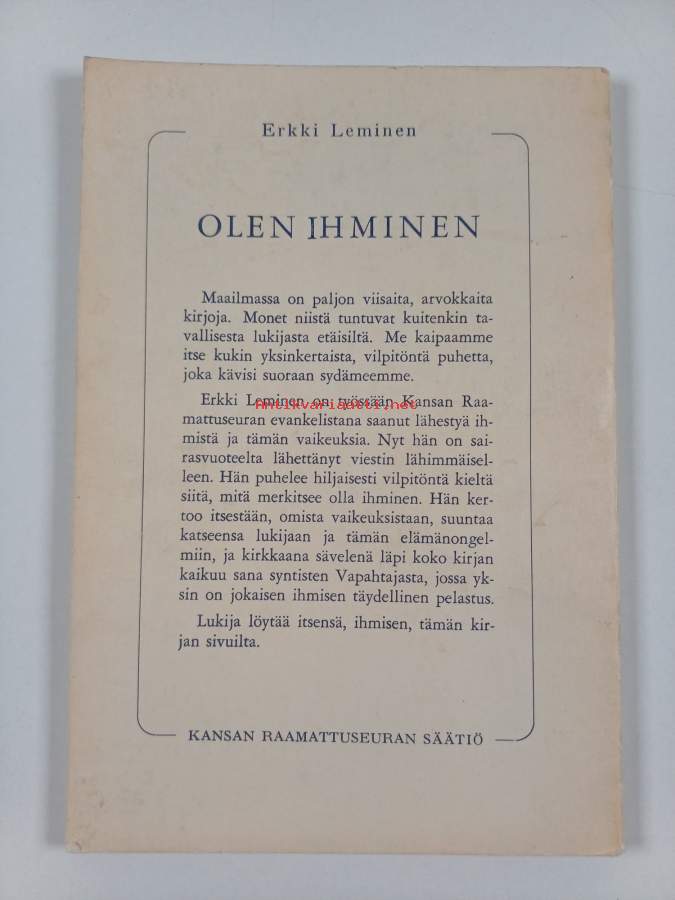 Erkki Leminen
OLEN IHMINEN
Maailmassa on paljon viisaita, arvokkaita
kirjoja. Monet niistä tuntuvat kuitenkin ta-
vallisesta lukijasta etäisiltä. Me kaipaamme
itse kukin yksinkertaista, vilpitöntä puhetta,
joka kävisi suoraan sydämeemme.
Erkki Leminen on työssään Kansan Raa-
antikvariaatti.net
mattuseuran evankelistana saanut lähestyä ih-
mistä ja tämän vaikeuksia. Nyt hän on sai-
rasvuoteelta lähettänyt viestin lähimmäisel-
leen. Hän puhelee hiljaisesti vilpitöntä kieltä
siitä, mitä merkitsee olla ihminen. Hän ker-
too itsestään, omista vaikeuksistaan, suuntaa
katseensa lukijaan ja tämän elämänongel-
miin, ja kirkkaana sävelenä läpi koko kirjan
kaikuu sana syntisten Vapahtajasta, jossa yk-
sin on jokaisen ihmisen täydellinen pelastus.
Lukija löytää itsensä, ihmisen, tämän kir-
jan sivuilta.
KANSAN RAAMATTUSEURAN SÄÄTIÖ